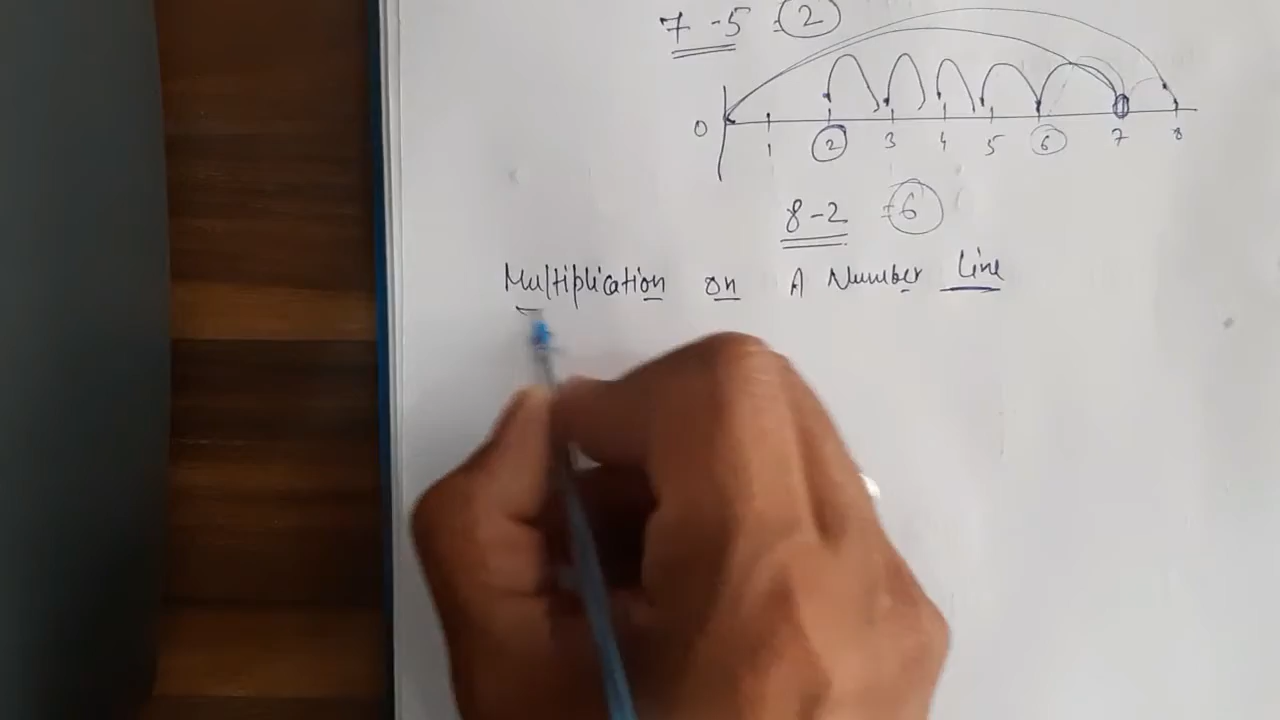 7 - 5 = 2
0 1 2 3 4 5 6 7 8
8 - 2 = 6
Multiplication on A Number Line